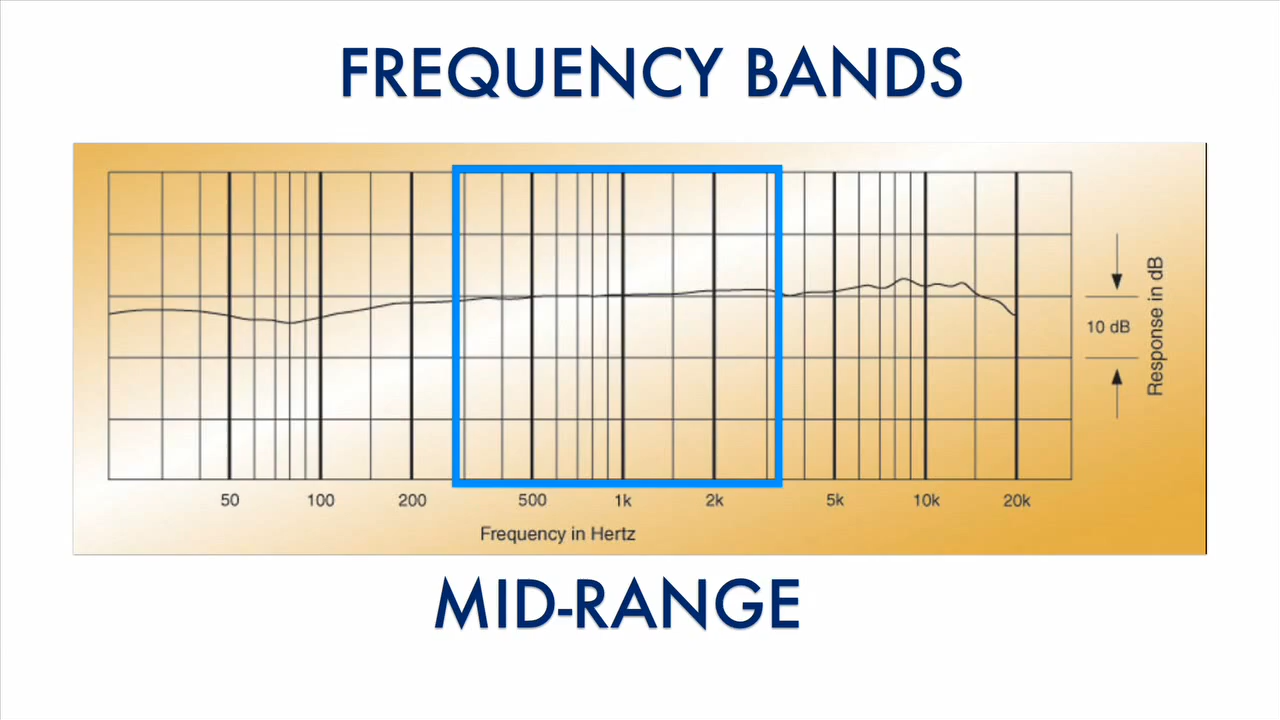 FREQUENCY BANDS
10 dB
Response in dB
50 100 200 500 1k 2k 5k 10k 20k
Frequency in Hertz
MID-RANGE